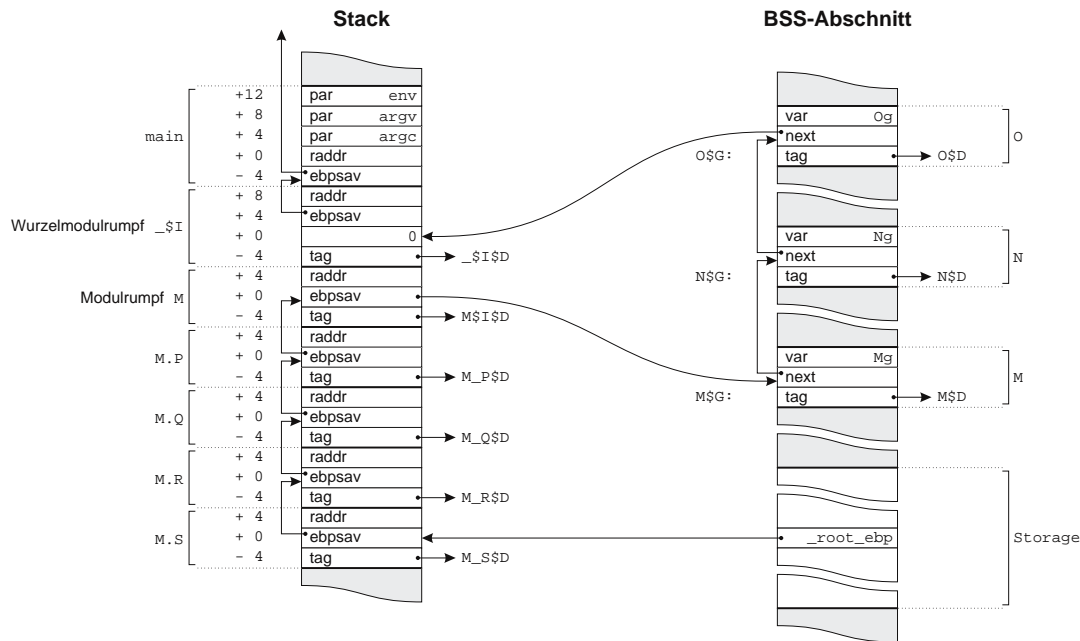 Stack
BSS-Abschnitt
main
+12 par env
+ 8 par argv
+ 4 par argc
+ 0 raddr
- 4 ebpsav
Wurzelmodulrumpf _$I
+ 8 raddr
+ 4 ebpsav
+ 0 0
- 4 tag _$I$D
Modulrumpf M
+ 4 raddr
+ 0 ebpsav
- 4 tag M$I$D
M.P
+ 4 raddr
+ 0 ebpsav
- 4 tag M_P$D
M.Q
+ 4 raddr
+ 0 ebpsav
- 4 tag M_Q$D
M.R
+ 4 raddr
+ 0 ebpsav
- 4 tag M_R$D
M.S
+ 4 raddr
+ 0 ebpsav
- 4 tag M_S$D
var Og
next
O$G: tag O$D
O
var Ng
next
N$G: tag N$D
N
var Mg
next
M$G: tag M$D
M
_root_ebp
Storage